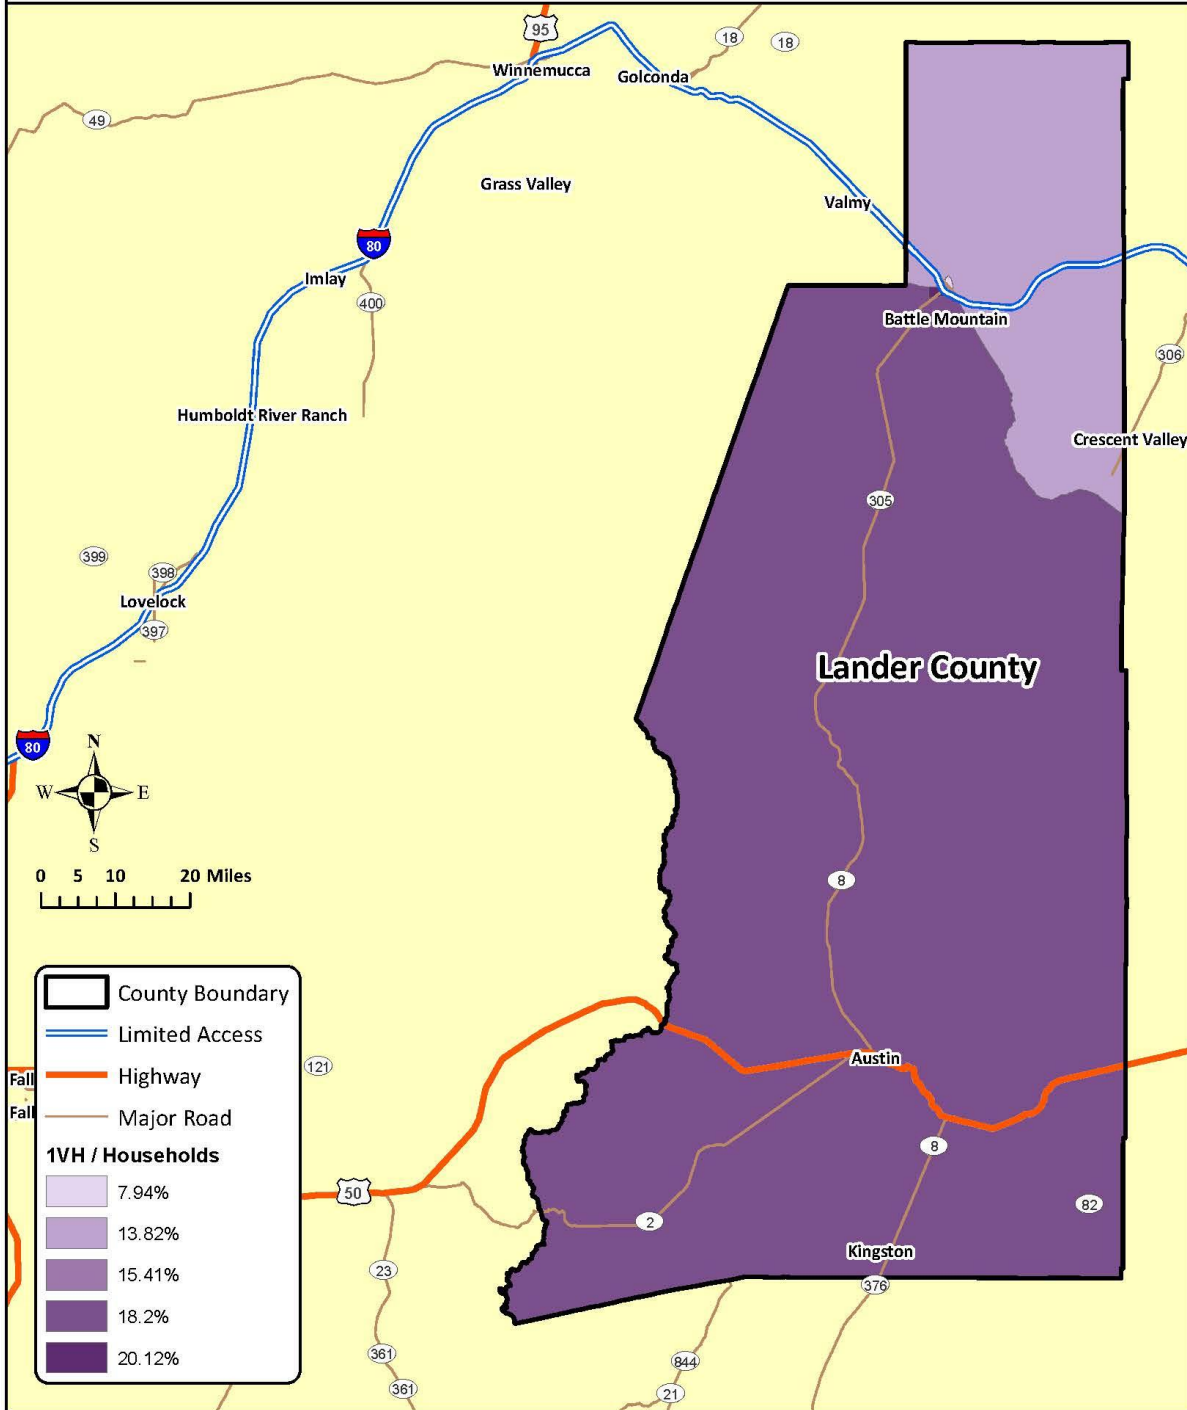 95
18
18
Winnemucca
Golconda
49
Grass Valley
Valmy
80
Imlay
400
Battle Mountain
306
Humboldt River Ranch
Crescent Valley
305
399
398
Lovelock
397
Lander County
80
N
W
E
S
0 5 10 20 Miles
8
County Boundary
Limited Access
121
Austin
Fall
Highway
Fall
Major Road
1VH / Households
8
7.94%
50
82
13.82%
2
Kingston
15.41%
23
376
18.2%
361
844
20.12%
361
21